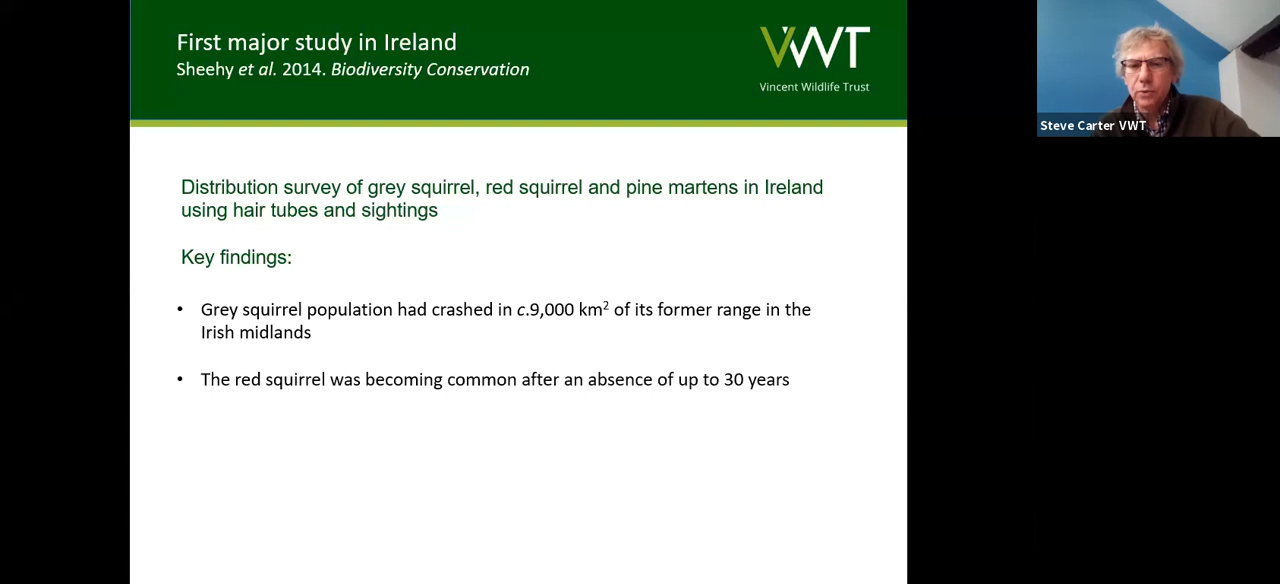 First major study in Ireland
Sheehy et al. 2014. Biodiversity Conservation
VWT
Vincent Wildlife Trust
Steve Carter VWT
Distribution survey of grey squirrel, red squirrel and pine martens in Ireland
using hair tubes and sightings
Key findings:
• Grey squirrel population had crashed in c.9,000 km² of its former range in the
Irish midlands
• The red squirrel was becoming common after an absence of up to 30 years